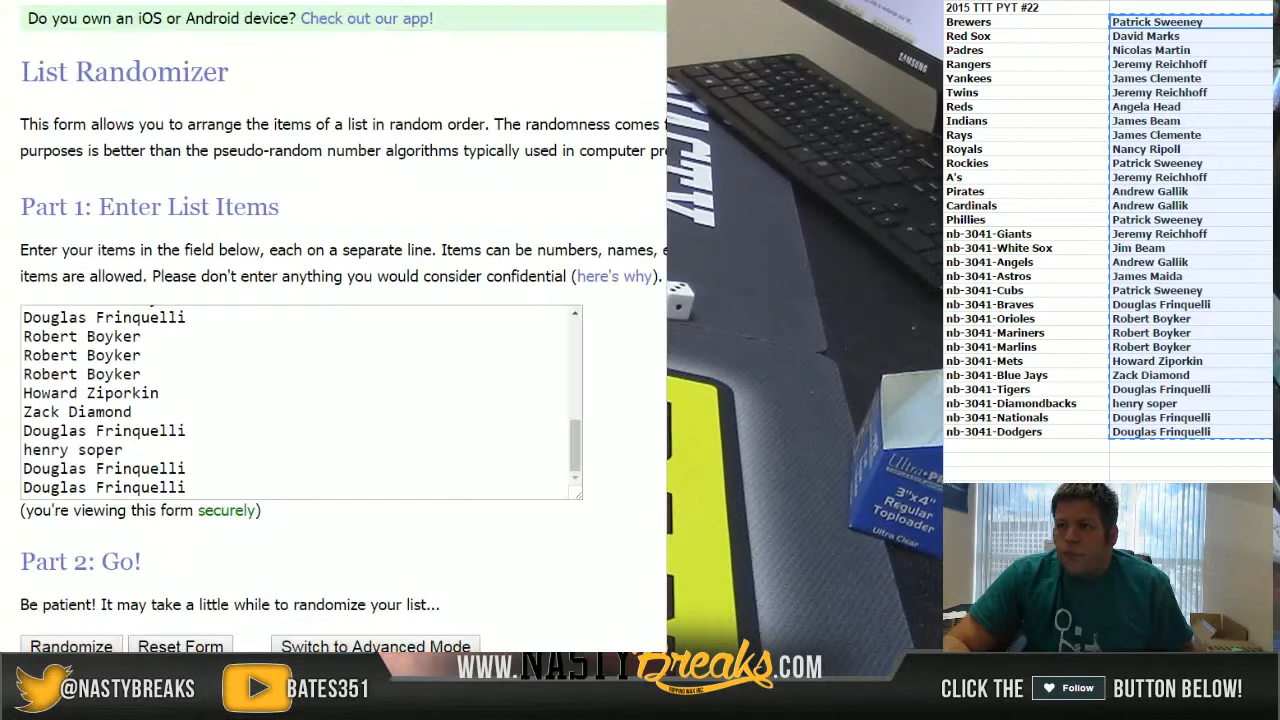 Do you own an iOS or Android device? Check out our app!
List Randomizer
This form allows you to arrange the items of a list in random order. The randomness comes
purposes is better than the pseudo-random number algorithms typically used in computer
Part 1: Enter List Items
Enter your items in the field below, each on a separate line. Items can be numbers, names,
items are allowed. Please don't enter anything you would consider confidential (here's why).
Douglas Frinquelli
Robert Boyker
Robert Boyker
Robert Boyker
Howard Ziporkin
Zack Diamond
Douglas Frinquelli
henry soper
Douglas Frinquelli
Douglas Frinquelli
(you're viewing this form securely)
Part 2: Go!
Be patient! It may take a little while to randomize your list...
Randomize Reset Form Switch to Advanced Mode
SAMSUNG
3"x4"
Regular
Toploader
Ultra Clear
2015 TTT PYT #22
Brewers Patrick Sweeney
Red Sox David Marks
Padres Nicolas Martin
Rangers Jeremy Reichhoff
Yankees James Clemente
Twins Jeremy Reichhoff
Reds Angela Head
Indians James Beam
Rays James Clemente
Royals Nancy Ripoll
Rockies Patrick Sweeney
A's Jeremy Reichhoff
Pirates Andrew Gallik
Cardinals Andrew Gallik
Phillies Patrick Sweeney
nb-3041-Giants Jeremy Reichhoff
nb-3041-White Sox Jim Beam
nb-3041-Angels Andrew Gallik
nb-3041-Astros James Maida
nb-3041-Cubs Patrick Sweeney
nb-3041-Braves Douglas Frinquelli
nb-3041-Orioles Robert Boyker
nb-3041-Mariners Robert Boyker
nb-3041-Marlins Robert Boyker
nb-3041-Mets Howard Ziporkin
nb-3041-Blue Jays Zack Diamond
nb-3041-Tigers Douglas Frinquelli
nb-3041-Diamondbacks henry soper
nb-3041-Nationals Douglas Frinquelli
nb-3041-Dodgers Douglas Frinquelli
@NASTYBREAKS BATES351 WWW.NASTYBreaks.COM CLICK THE Follow BUTTON BELOW!
RIPPING WAX INC